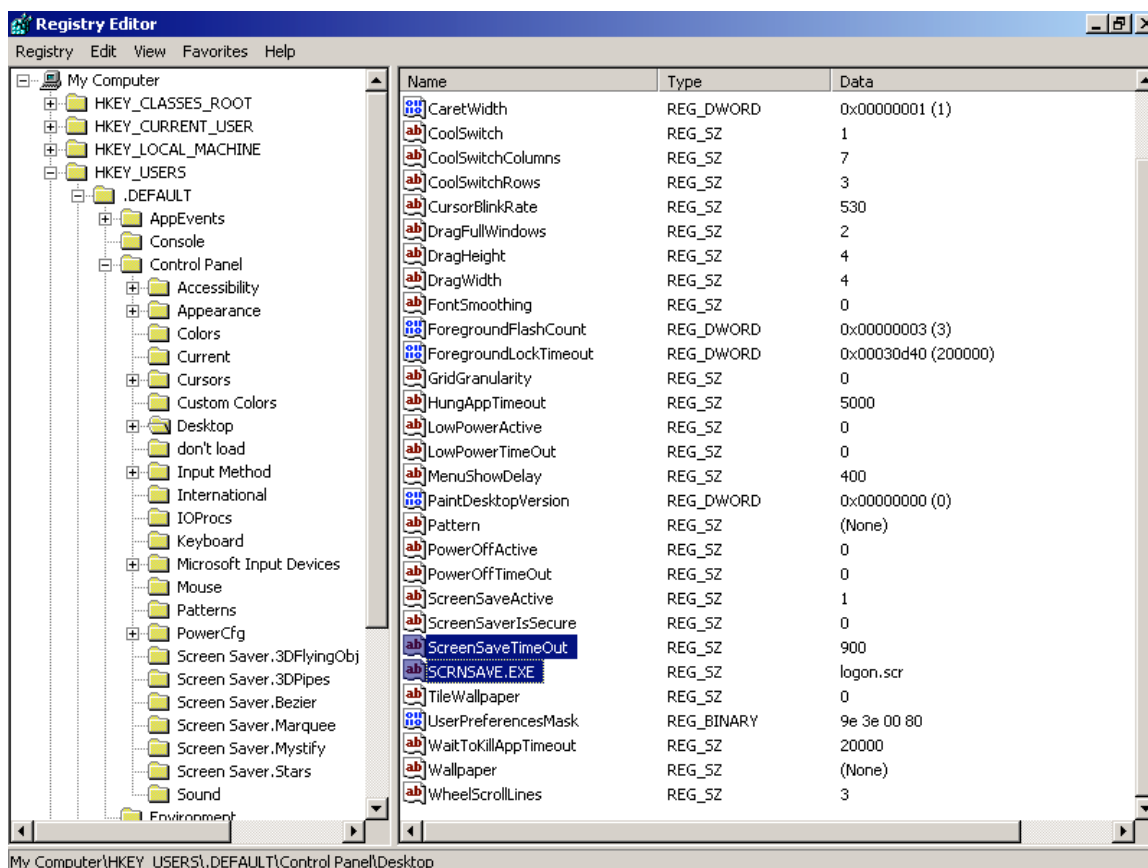 Registry Editor
Registry Edit View Favorites Help
My Computer
HKEY_CLASSES_ROOT
HKEY_CURRENT_USER
HKEY_LOCAL_MACHINE
HKEY_USERS
.DEFAULT
AppEvents
Console
Control Panel
Accessibility
Appearance
Colors
Current
Cursors
Custom Colors
Desktop
don't load
Input Method
International
IOProcs
Keyboard
Microsoft Input Devices
Mouse
Patterns
PowerCfg
Screen Saver.3DFlyingObj
Screen Saver.3DPipes
Screen Saver.Bezier
Screen Saver.Marquee
Screen Saver.Mystify
Screen Saver.Stars
Sound
Environment
Name Type Data
CaretWidth REG_DWORD 0x00000001 (1)
CoolSwitch REG_SZ 1
CoolSwitchColumns REG_SZ 7
CoolSwitchRows REG_SZ 3
CursorBlinkRate REG_SZ 530
DragFullWindows REG_SZ 2
DragHeight REG_SZ 4
DragWidth REG_SZ 4
FontSmoothing REG_SZ 0
ForegroundFlashCount REG_DWORD 0x00000003 (3)
ForegroundLockTimeout REG_DWORD 0x00030d40 (200000)
GridGranularity REG_SZ 0
HungAppTimeout REG_SZ 5000
LowPowerActive REG_SZ 0
LowPowerTimeOut REG_SZ 0
MenuShowDelay REG_SZ 400
PaintDesktopVersion REG_DWORD 0x00000000 (0)
Pattern REG_SZ (None)
PowerOffActive REG_SZ 0
PowerOffTimeOut REG_SZ 0
ScreenSaveActive REG_SZ 1
ScreenSaverIsSecure REG_SZ 0
ScreenSaveTimeOut REG_SZ 900
SCRNSAVE.EXE REG_SZ logon.scr
TileWallpaper REG_SZ 0
UserPreferencesMask REG_BINARY 9e 3e 00 80
WaitToKillAppTimeout REG_SZ 20000
Wallpaper REG_SZ (None)
WheelScrollLines REG_SZ 3
My Computer\HKEY_USERS\.DEFAULT\Control Panel\Desktop